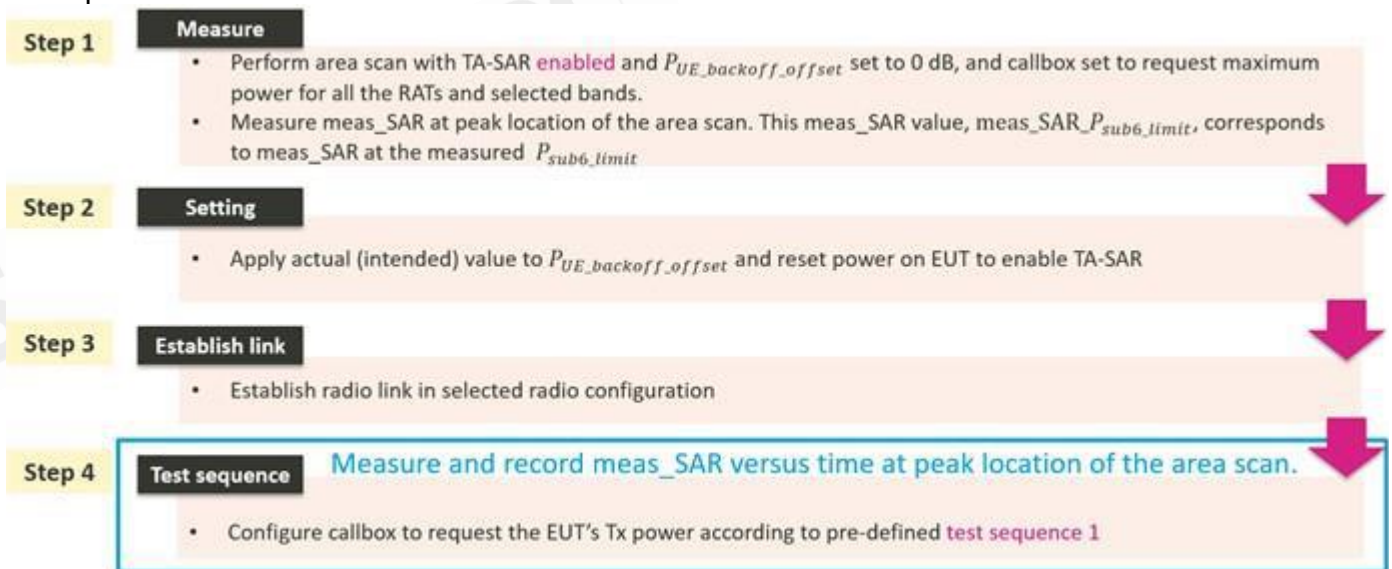 Step 1
Measure
• Perform area scan with TA-SAR enabled and P_UE_backoff_offset set to 0 dB, and callbox set to request maximum
power for all the RATs and selected bands.
• Measure meas_SAR at peak location of the area scan. This meas_SAR value, meas_SAR_P_sub6_limit, corresponds
to meas_SAR at the measured P_sub6_limit
Step 2
Setting
• Apply actual (intended) value to P_UE_backoff_offset and reset power on EUT to enable TA-SAR
Step 3
Establish link
• Establish radio link in selected radio configuration
Step 4
Test sequence
Measure and record meas_SAR versus time at peak location of the area scan.
• Configure callbox to request the EUT's Tx power according to pre-defined test sequence 1